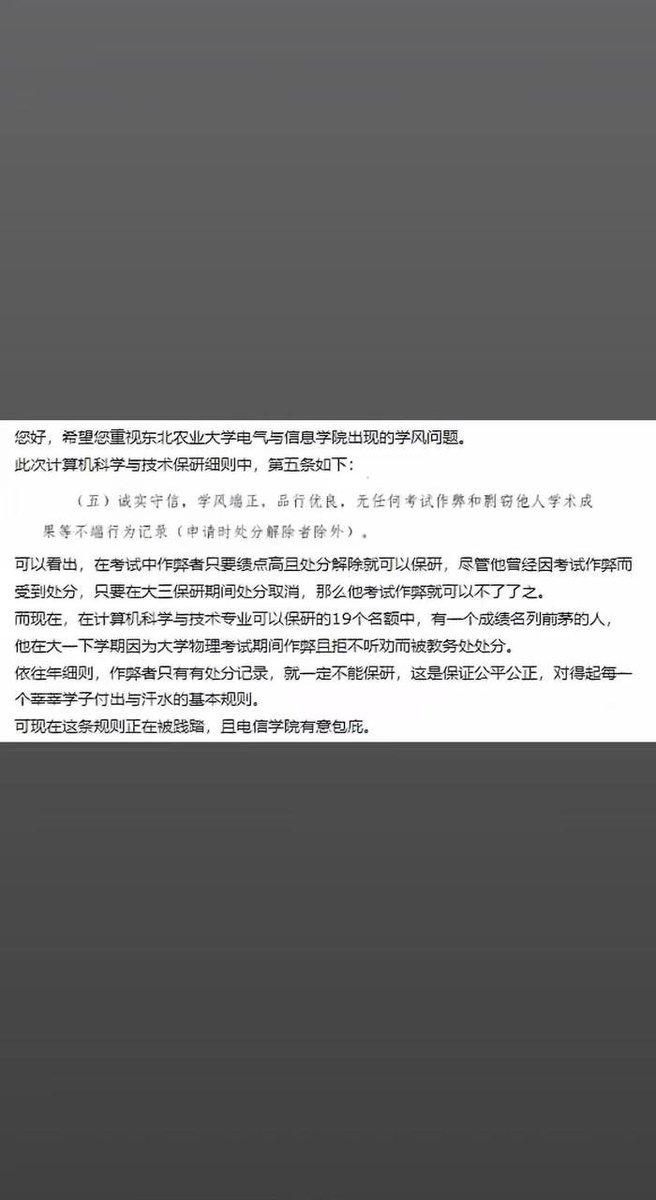 您好，希望您重视东北农业大学电气与信息学院出现的学风问题。
此次计算机科学与技术保研细则中，第五条如下：
（五）诚实守信，学风端正，品行优良，无任何考试作弊和剽窃他人学术成
果等不端行为记录（申请时处分解除者除外）。
可以看出，在考试中作弊者只要绩点高且处分解除就可以保研，尽管他曾经因考试作弊而
受到处分，只要在大三保研期间处分取消，那么他考试作弊就可以不了了之。
而现在，在计算机科学与技术专业可以保研的19个名额中，有一个成绩名列前茅的人，
他在大一下学期因为大学物理考试期间作弊且拒不听劝而被教务处处分。
依往年细则，作弊者只有有处分记录，就一定不能保研，这是保证公平公正，对得起每一
个莘莘学子付出与汗水的基本规则。
可现在这条规则正在被践踏，且电信学院有意包庇。